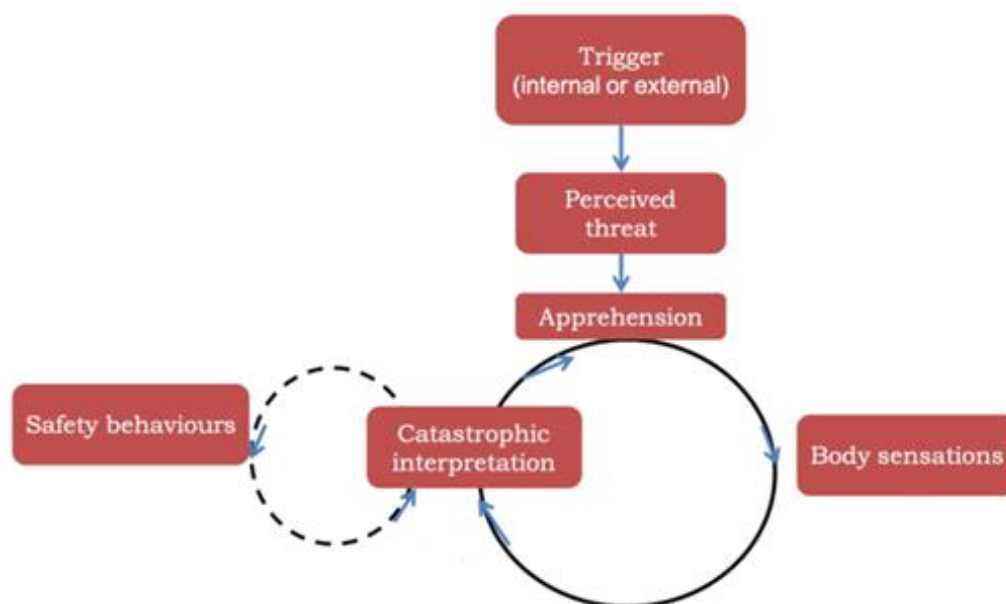 Trigger
(internal or external)
Perceived
threat
Apprehension
Safety behaviours
Catastrophic
interpretation
Body sensations